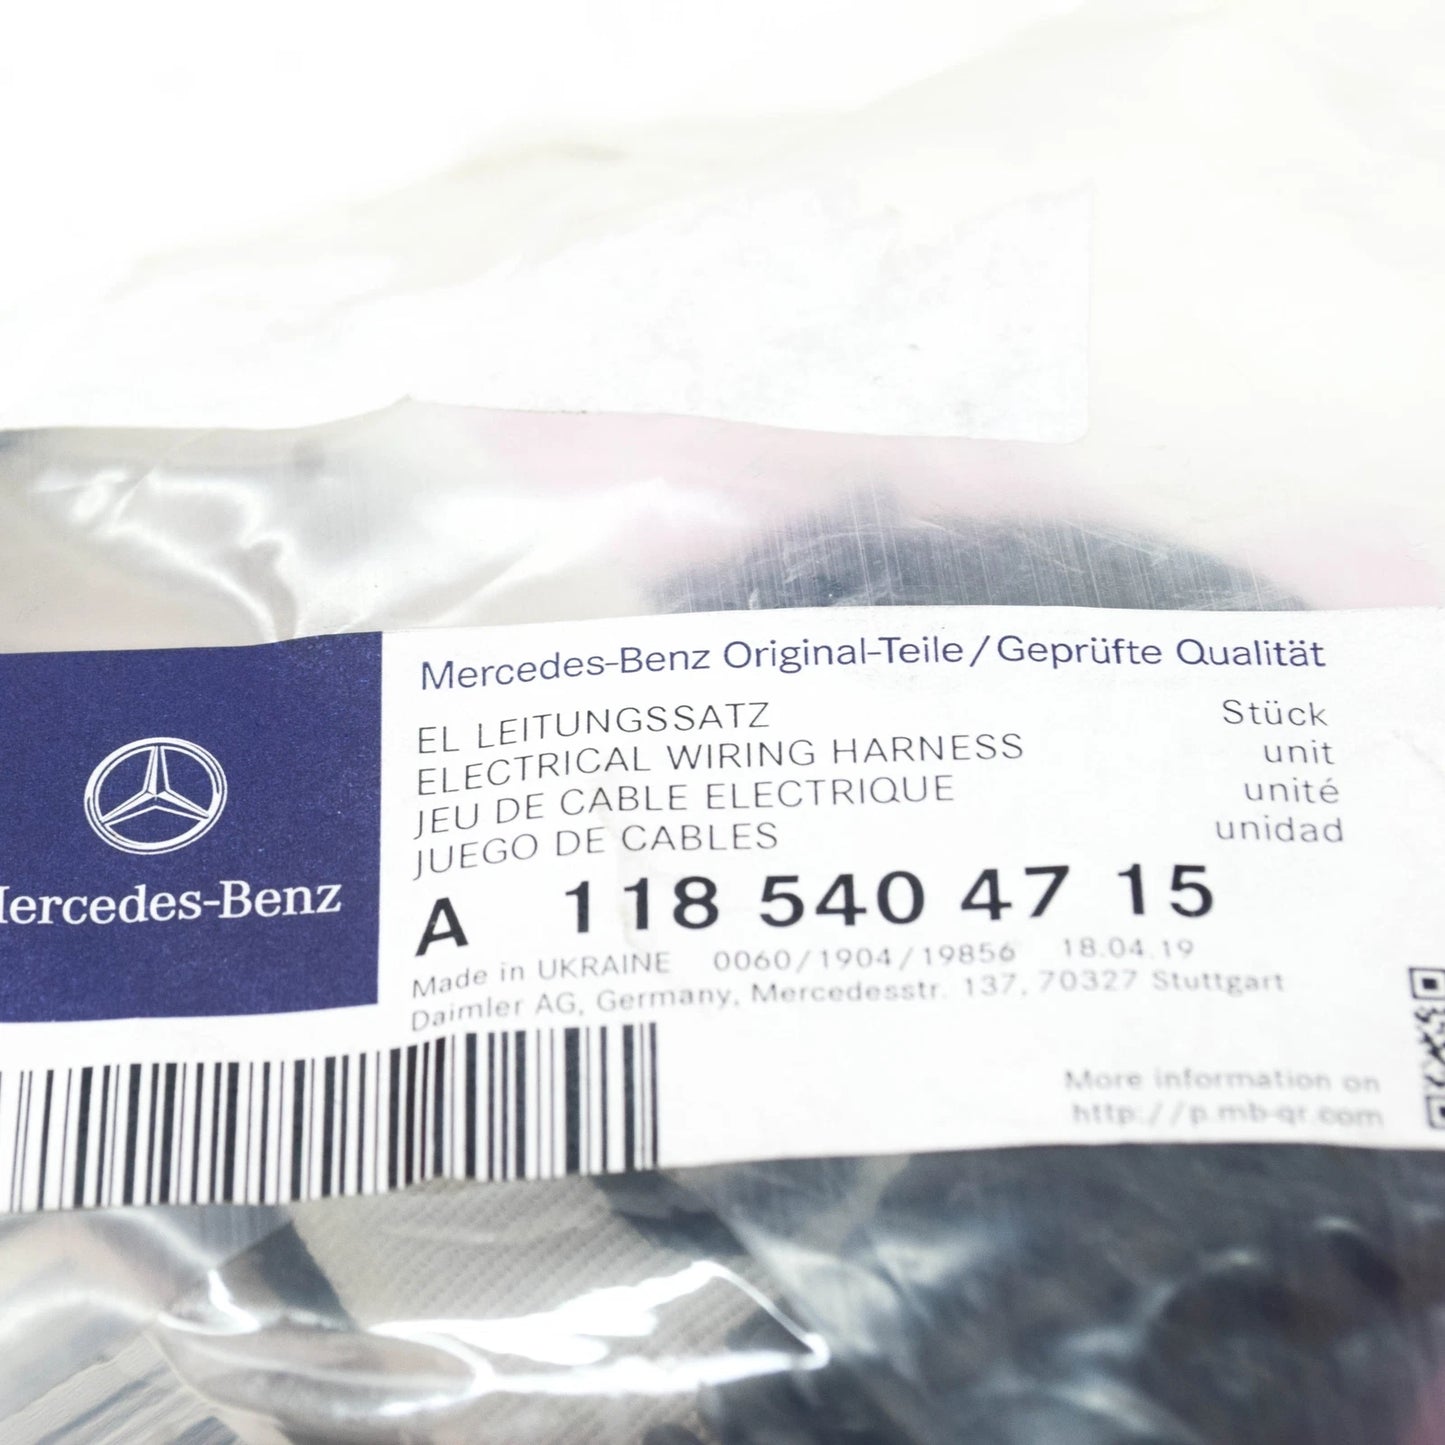 Mercedes-Benz Original-Teile/Geprüfte Qualität
EL LEITUNGSSATZ Stück
ELECTRICAL WIRING HARNESS unit
JEU DE CABLE ELECTRIQUE unité
JUEGO DE CABLES unidad
A 118 540 47 15
Made in UKRAINE 0060/1904/19856 18.04.19
Daimler AG, Germany, Mercedesstr. 137, 70327 Stuttgart
More information on
http://p.mb-qr.com
Mercedes-Benz